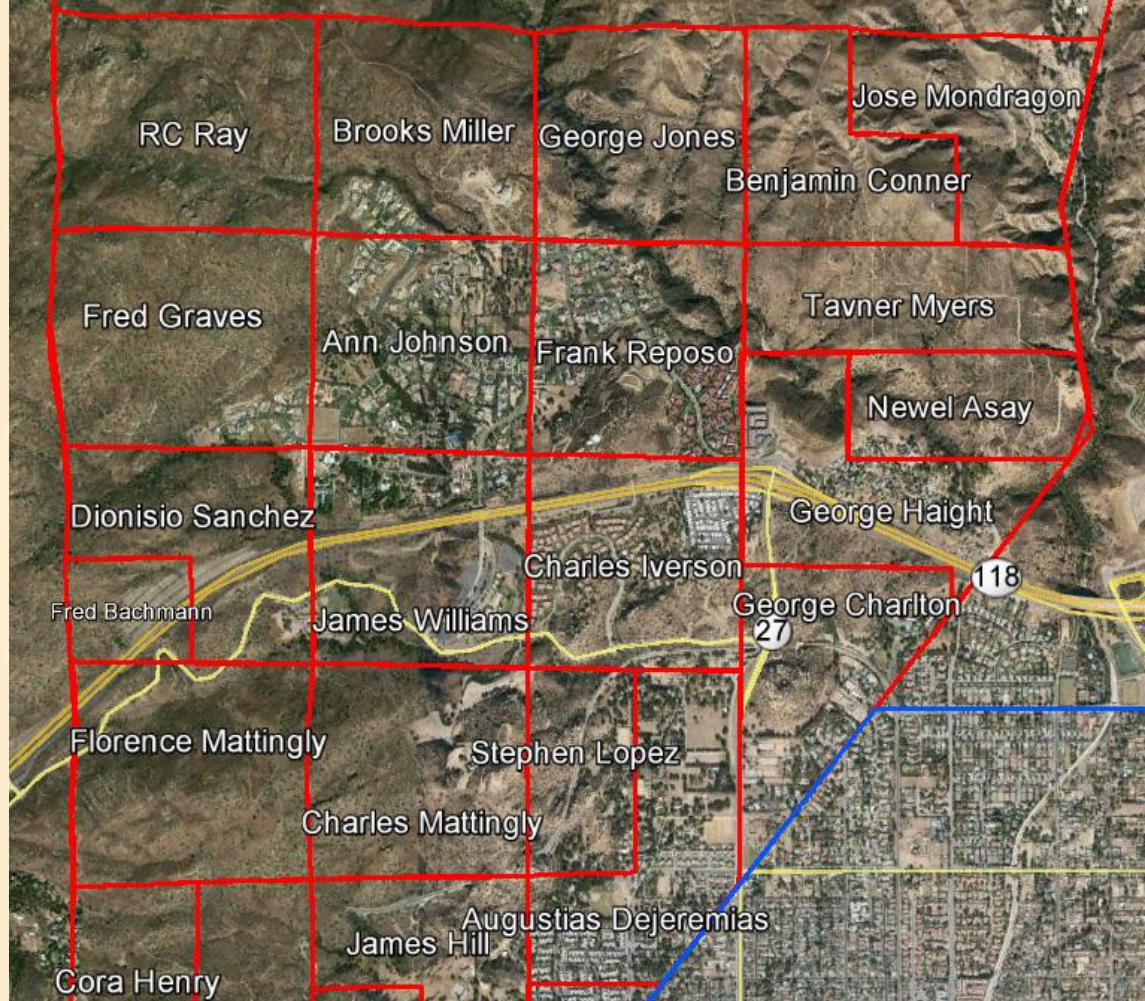 Jose Mondragon
RC Ray
Brooks Miller
George Jones
Benjamin Conner
Fred Graves
Ann Johnson
Frank Reposo
Tavner Myers
Newel Asay
Dionisio Sanchez
George Haight
Charles Iverson
118
Fred Bachmann
James Williams
George Charlton
27
Florence Mattingly
Stephen Lopez
Charles Mattingly
Augustias Dejeremias
James Hill
Cora Henry